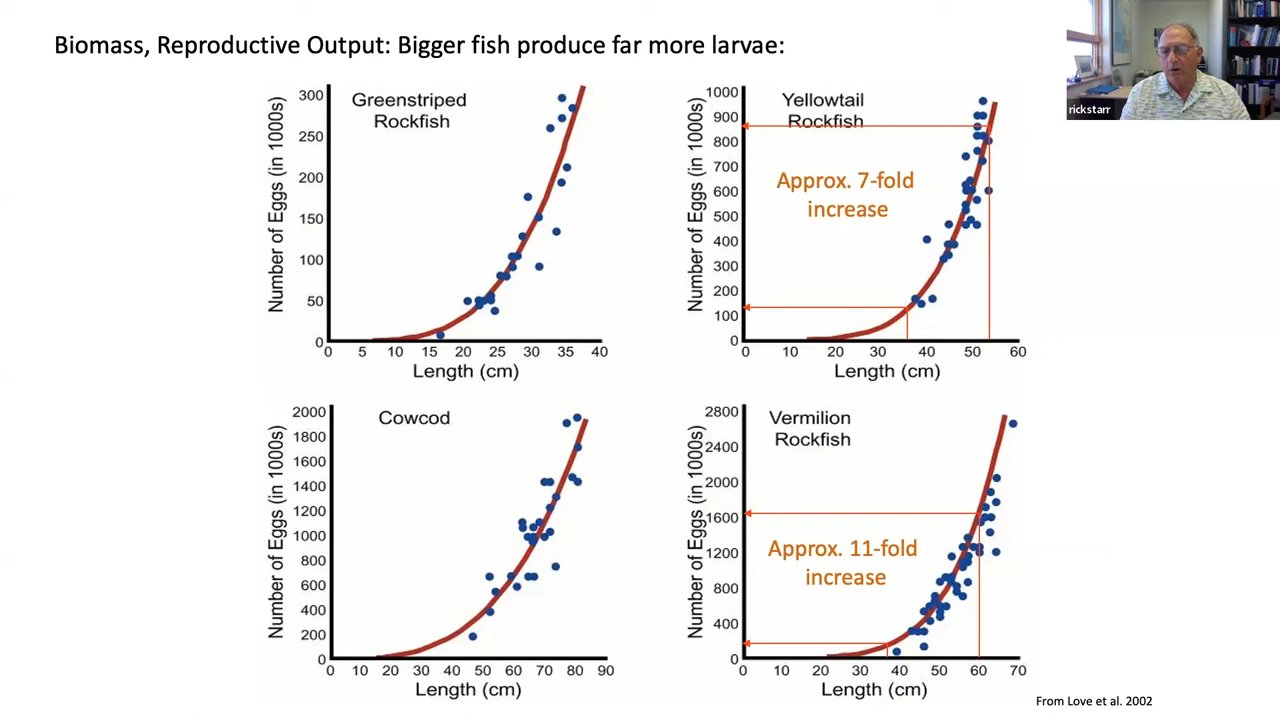 Biomass, Reproductive Output: Bigger fish produce far more larvae:
rickstarr
Greenstriped
Rockfish
Number of Eggs (in 1000s)
300
250
200
150
100
50
0
0 5 10 15 20 25 30 35 40
Length (cm)
Yellowtail
Rockfish
Approx. 7-fold
increase
Number of Eggs (in 1000s)
1000
900
800
700
600
500
400
300
200
100
0
0 10 20 30 40 50 60
Length (cm)
Cowcod
Number of Eggs (in 1000s)
2000
1800
1600
1400
1200
1000
800
600
400
200
0
0 10 20 30 40 50 60 70 80 90
Length (cm)
Vermilion
Rockfish
Approx. 11-fold
increase
Number of Eggs (in 1000s)
2800
2400
2000
1600
1200
800
400
0
0 10 20 30 40 50 60 70
Length (cm)
From Love et al. 2002